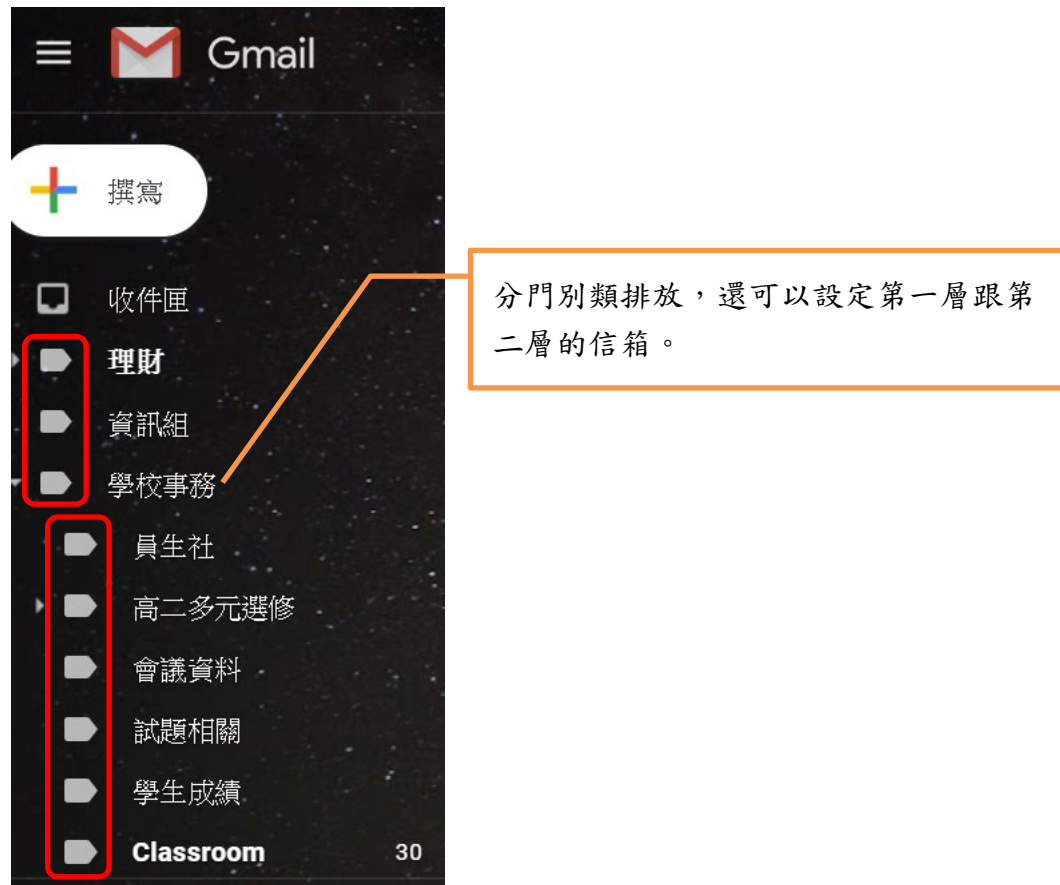 Gmail
撰寫
收件匣
理財
資訊組
學校事務
員生社
高二多元選修
會議資料
試題相關
學生成績
Classroom 30
分門別類排放，還可以設定第一層跟第
二層的信箱。